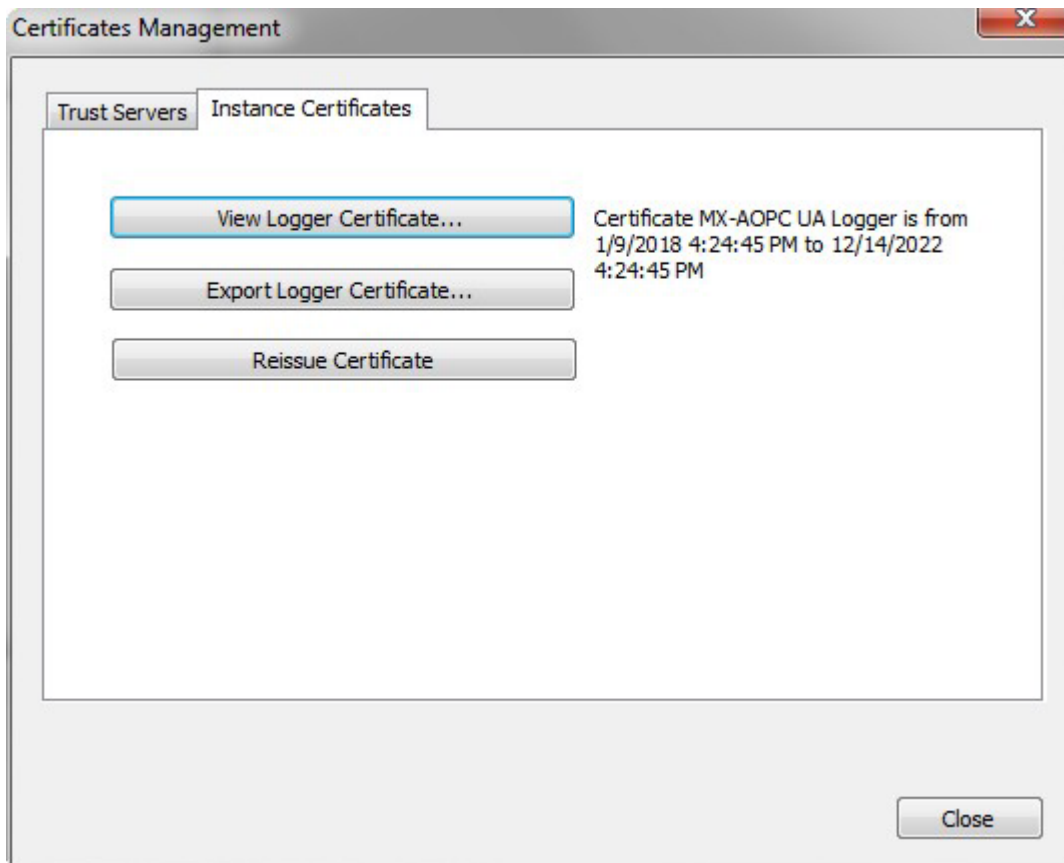 Certificates Management
X
Trust Servers
Instance Certificates
View Logger Certificate...
Certificate MX-AOPC UA Logger is from
1/9/2018 4:24:45 PM to 12/14/2022
4:24:45 PM
Export Logger Certificate...
Reissue Certificate
Close